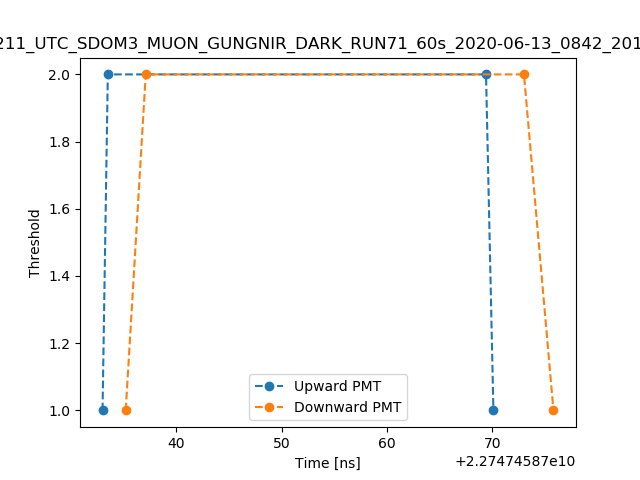 211_UTC_SDOM3_MUON_GUNGNIR_DARK_RUN71_60s_2020-06-13_0842_201
2.0
1.8
1.6
1.4
1.2
1.0
Threshold
Upward PMT
Downward PMT
40 50 60 70
Time [ns]
+2.27474587e10